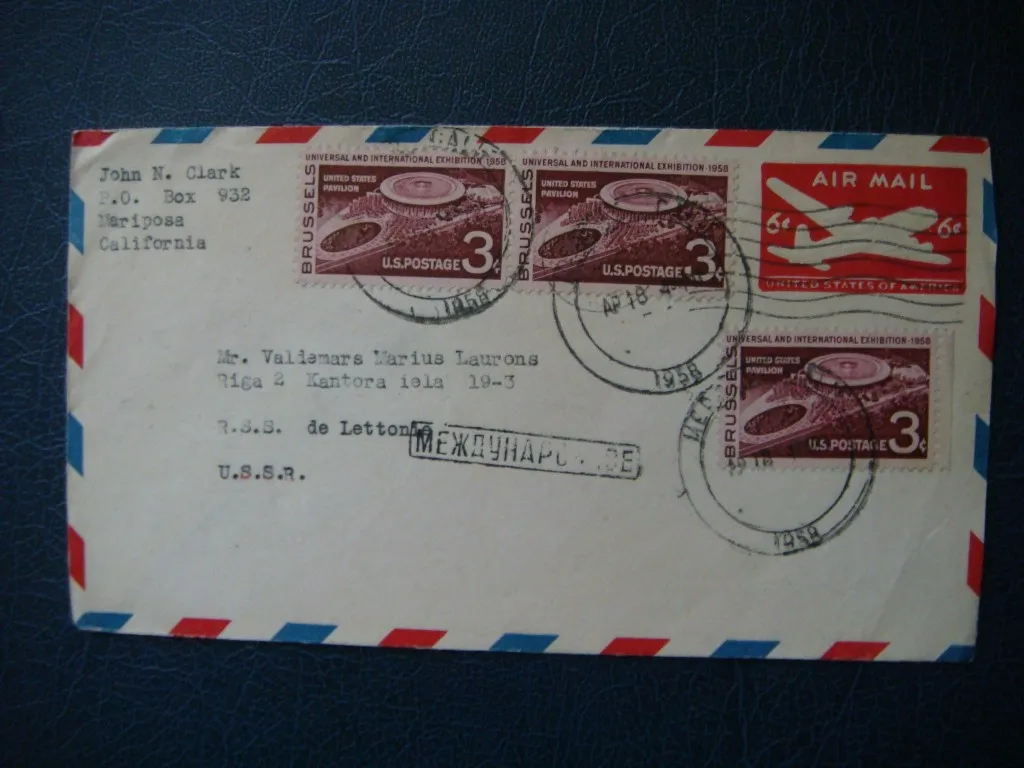 John N. Clark
P.O. Box 932
Mariposa
California
UNIVERSAL AND INTERNATIONAL EXHIBITION·1958
UNITED STATES
PAVILION
BRUSSELS
U.S.POSTAGE 3¢
UNIVERSAL AND INTERNATIONAL EXHIBITION·1958
UNITED STATES
PAVILION
BRUSSELS
U.S.POSTAGE 3¢
AIR MAIL
6¢ 6¢
UNITED STATES OF AMERICA
1958
AP 18
1958
UNIVERSAL AND INTERNATIONAL EXHIBITION·1958
UNITED STATES
PAVILION
BRUSSELS
U.S.POSTAGE 3¢
AP 18
1958
Mr. Valdemars Marius Laurons
Riga 2 Kantora iela 19-3
R.S.S. de Lettonie
U.S.S.R.